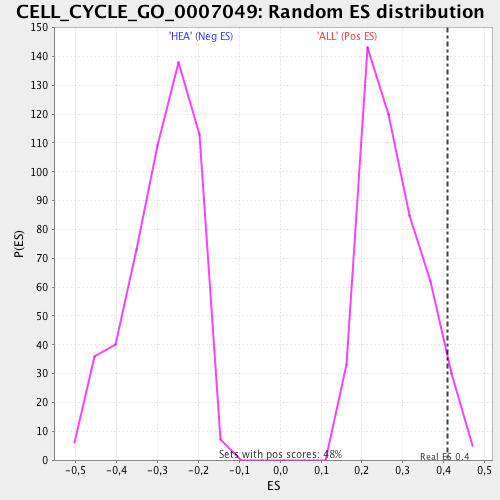 CELL_CYCLE_GO_0007049: Random ES distribution
'HEA' (Neg ES) 'ALL' (Pos ES)
150
140
130
120
110
100
90
80
70
60
50
40
30
20
10
0
P(ES)
Sets with pos scores: 48%
Real ES 0.4
-0,5 -0,4 -0,3 -0,2 -0,1 0,0 0,1 0,2 0,3 0,4 0,5
ES